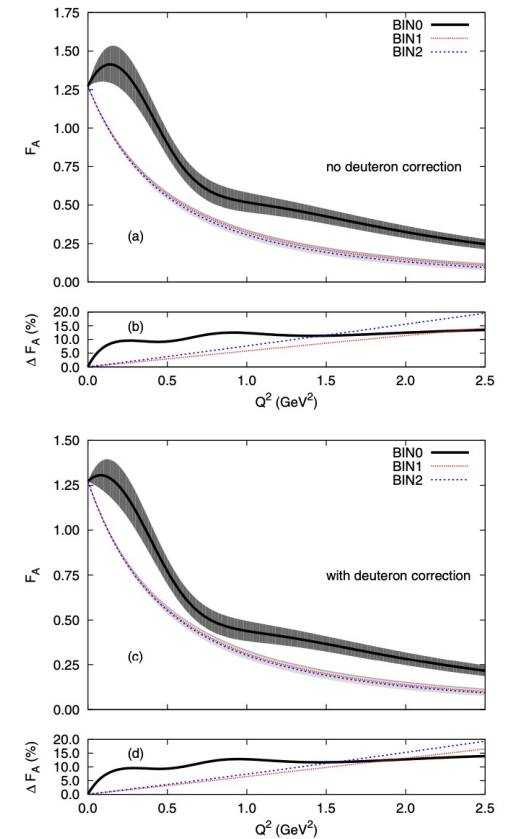 1.75
BIN0
BIN1
BIN2
1.50
1.25
1.00
F_A
0.75
no deuteron correction
0.50
0.25
(a)
0.00
20.0
15.0
10.0
5.0
0.0
Δ F_A (%)
(b)
0.0 0.5 1.0 1.5 2.0 2.5
Q² (GeV²)
1.50
BIN0
BIN1
BIN2
1.25
1.00
F_A
0.75
with deuteron correction
0.50
0.25
(c)
0.00
20.0
15.0
10.0
5.0
0.0
Δ F_A (%)
(d)
0.0 0.5 1.0 1.5 2.0 2.5
Q² (GeV²)